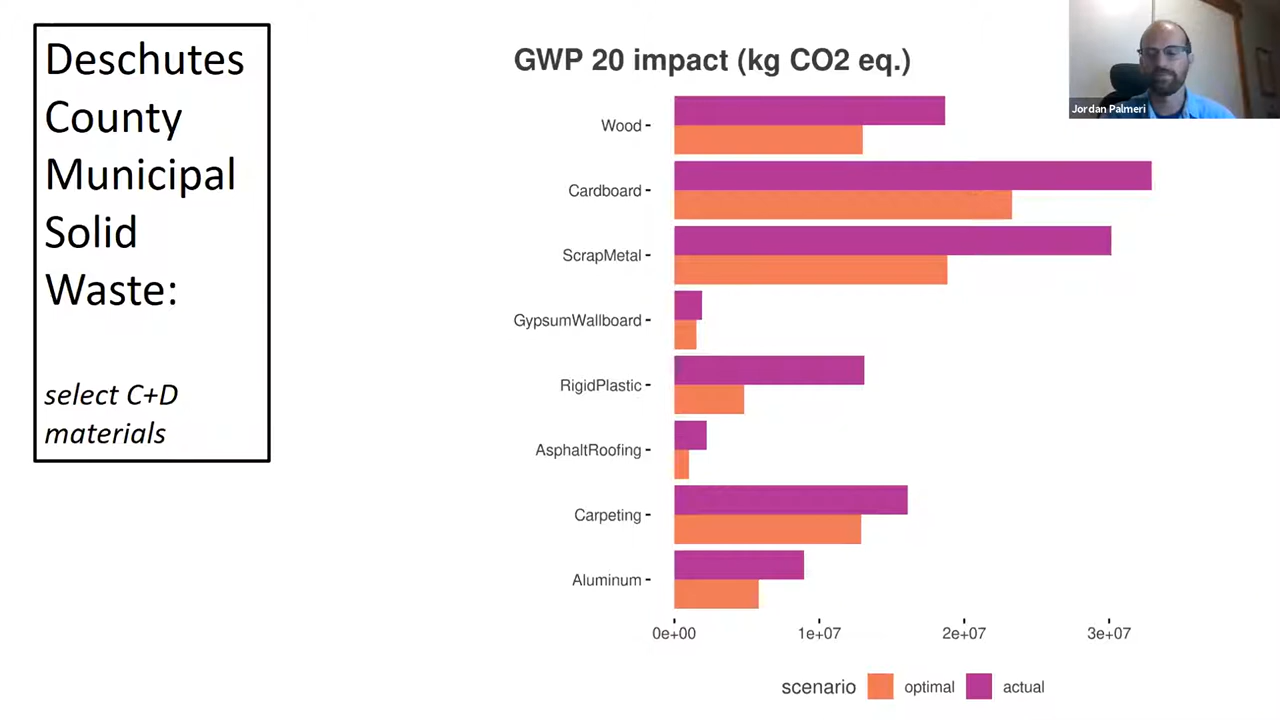 Deschutes
County
Municipal
Solid
Waste:
select C+D
materials
GWP 20 impact (kg CO2 eq.)
Jordan Palmeri
Wood
Cardboard
ScrapMetal
GypsumWallboard
RigidPlastic
AsphaltRoofing
Carpeting
Aluminum
0e+00 1e+07 2e+07 3e+07
scenario optimal actual